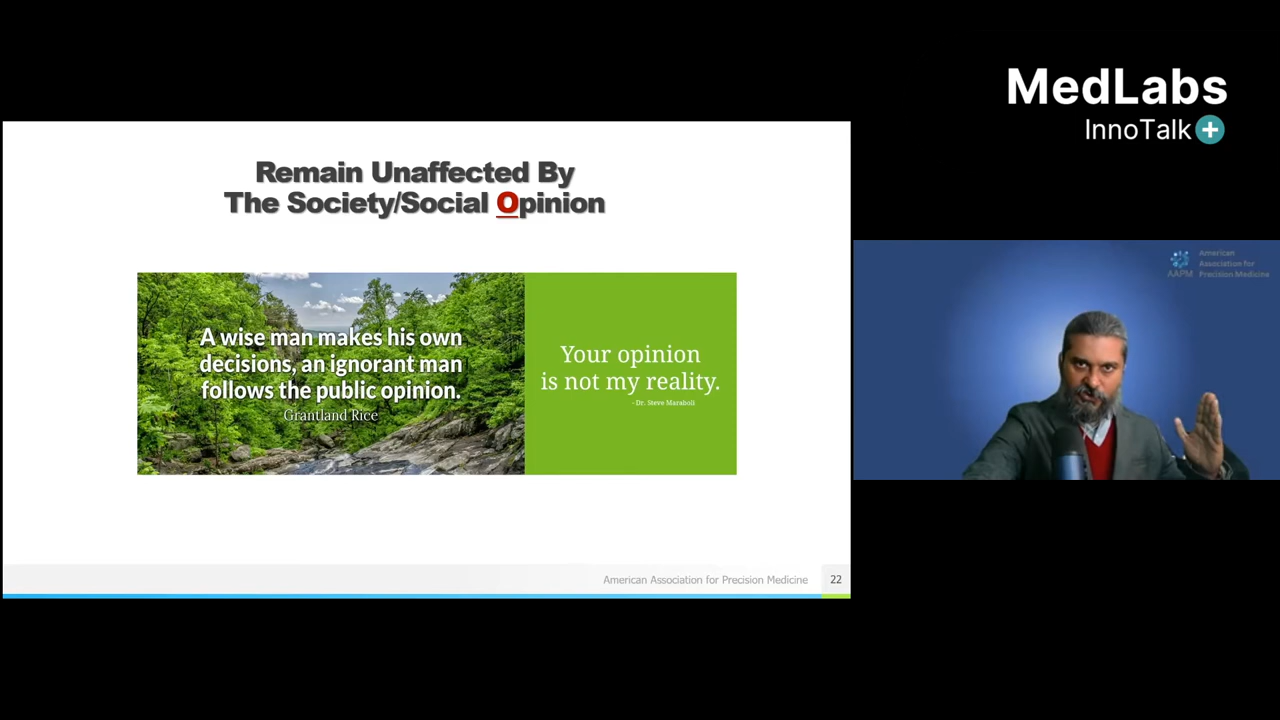 MedLabs
InnoTalk+
Remain Unaffected By
The Society/Social Opinion
A wise man makes his own
decisions, an ignorant man
follows the public opinion.
Grantland Rice
Your opinion
is not my reality.
- Dr. Steve Maraboli
American Association for Precision Medicine
22
AAPM
American
Association for
Precision Medicine